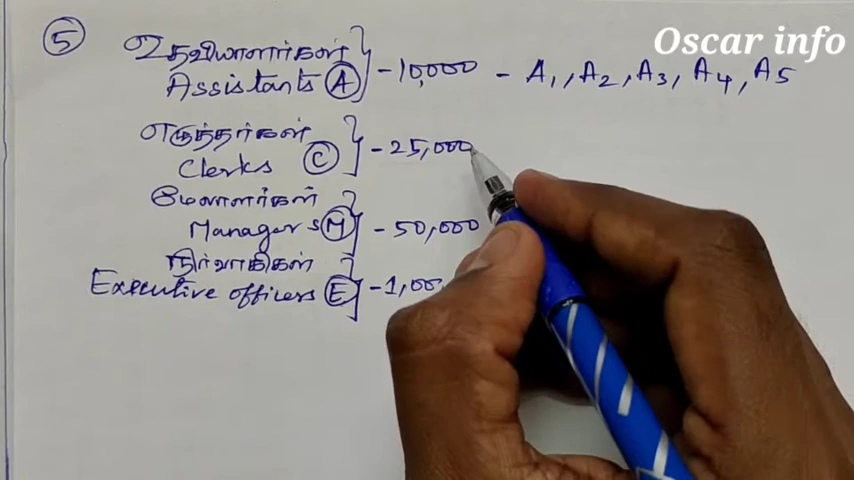 Oscar info
5 உதவியாளர்கள்
Assistants A - 10,000 - A1, A2, A3, A4, A5
எழுத்தர்கள்
Clerks C - 25,000
மேலாளர்கள்
Managers M - 50,000
நிர்வாகிகள்
Executive officers E - 1,00,